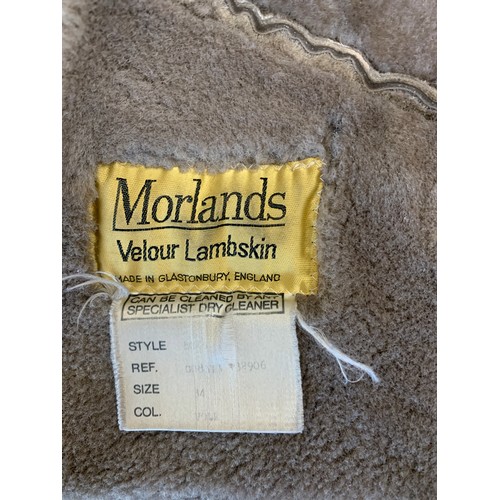 Morlands
Velour Lambskin
MADE IN GLASTONBURY, ENGLAND
CAN BE CLEANED BY ANY
SPECIALIST DRY CLEANER
STYLE
REF.
SIZE M
COL.